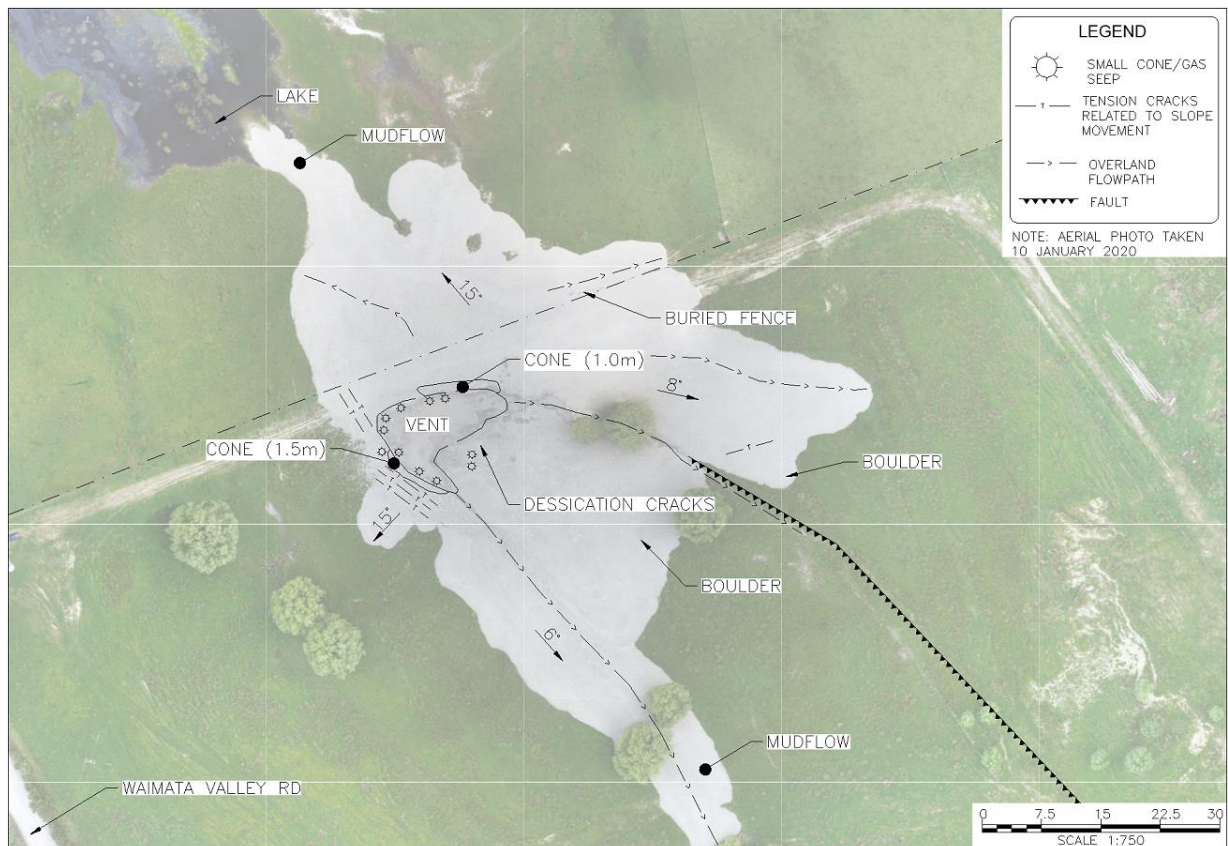 LEGEND
SMALL CONE/GAS
SEEP
TENSION CRACKS
RELATED TO SLOPE
MOVEMENT
OVERLAND
FLOWPATH
FAULT
NOTE: AERIAL PHOTO TAKEN
10 JANUARY 2020
LAKE
MUDFLOW
15°
BURIED FENCE
CONE (1.0m)
8°
VENT
CONE (1.5m)
BOULDER
DESSICATION CRACKS
15°
BOULDER
6°
MUDFLOW
WAIMATA VALLEY RD
0 7.5 15 22.5 30
SCALE 1:750